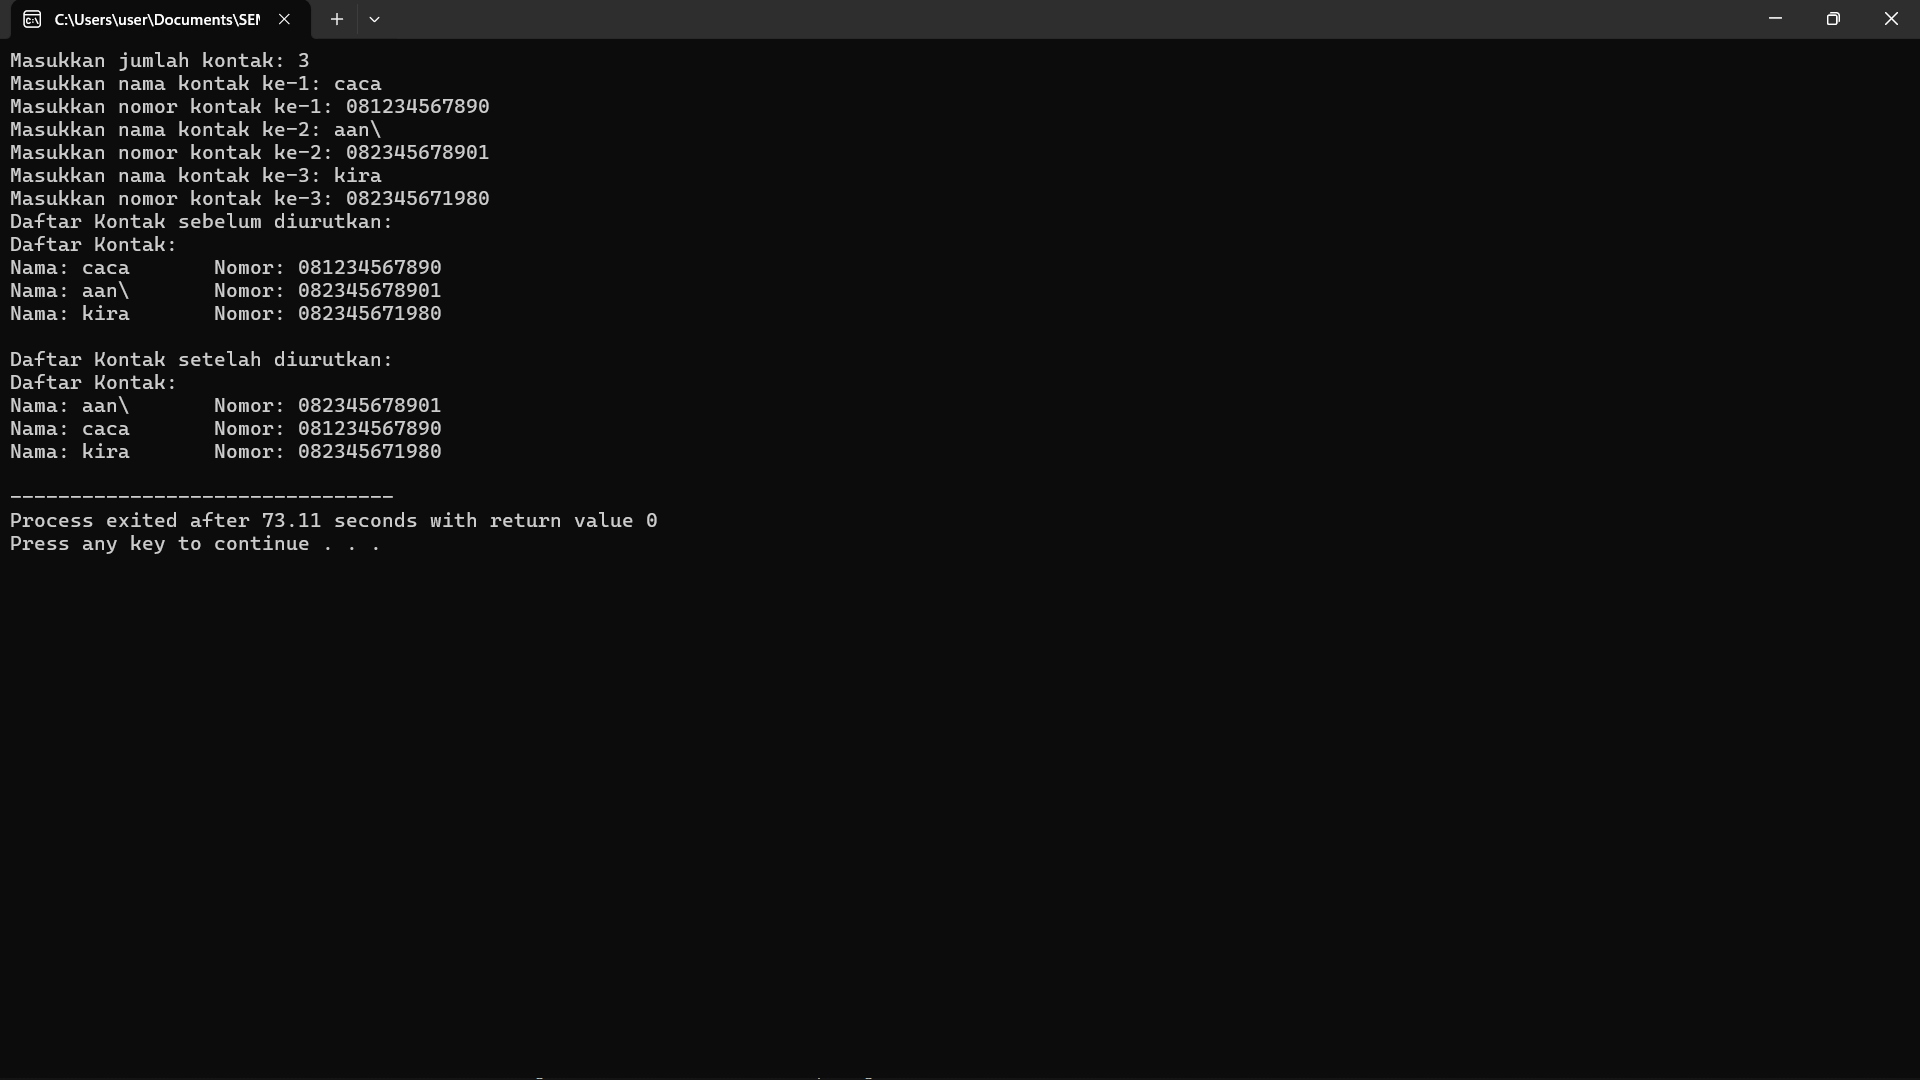 C:\Users\user\Documents\SEM
Masukkan jumlah kontak: 3
Masukkan nama kontak ke-1: caca
Masukkan nomor kontak ke-1: 081234567890
Masukkan nama kontak ke-2: aan\
Masukkan nomor kontak ke-2: 082345678901
Masukkan nama kontak ke-3: kira
Masukkan nomor kontak ke-3: 082345671980
Daftar Kontak sebelum diurutkan:
Daftar Kontak:
Nama: caca       Nomor: 081234567890
Nama: aan\       Nomor: 082345678901
Nama: kira       Nomor: 082345671980

Daftar Kontak setelah diurutkan:
Daftar Kontak:
Nama: aan\       Nomor: 082345678901
Nama: caca       Nomor: 081234567890
Nama: kira       Nomor: 082345671980

--------------------------------
Process exited after 73.11 seconds with return value 0
Press any key to continue . . .